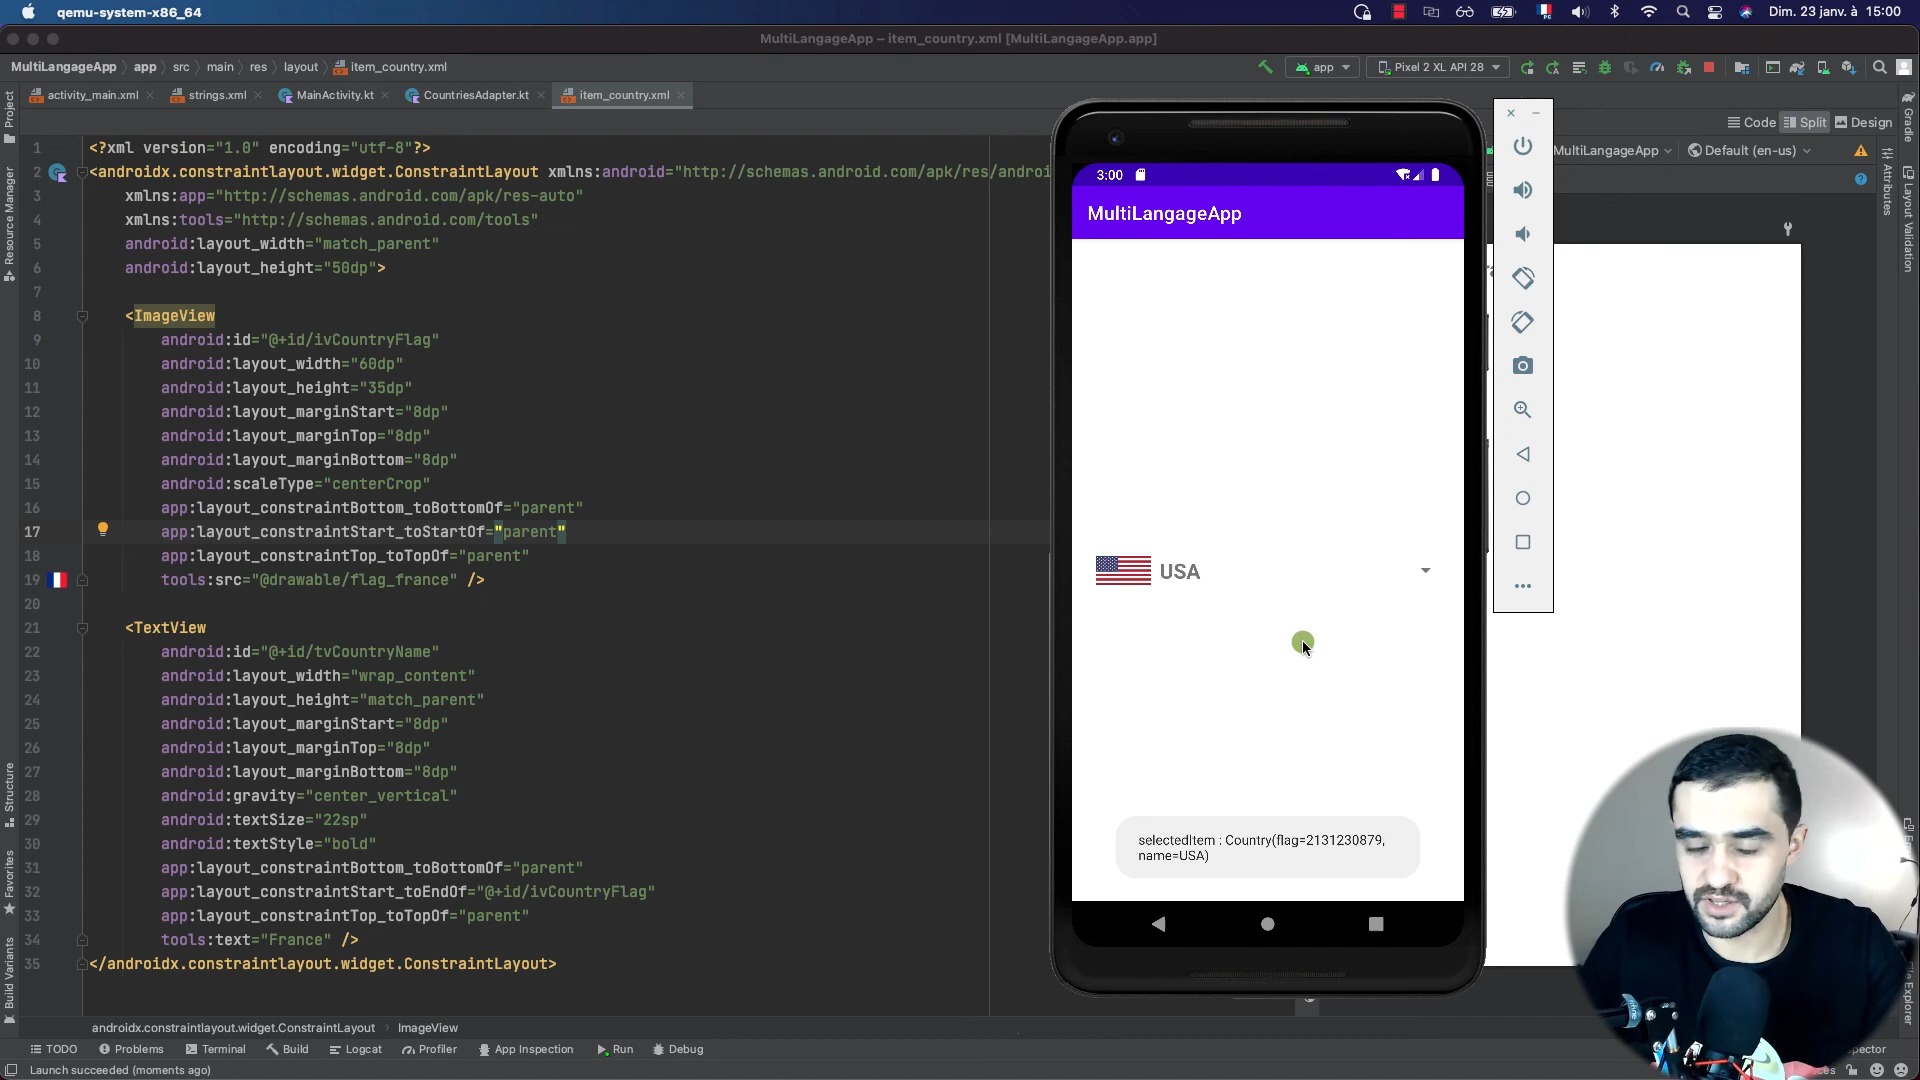 qemu-system-x86_64
Dim. 23 janv. à 15:00
MultiLangageApp – item_country.xml [MultiLangageApp.app]
MultiLangageApp app src main res layout item_country.xml
app Pixel 2 XL API 28
activity_main.xml strings.xml MainActivity.kt CountriesAdapter.kt item_country.xml
Code Split Design
MultiLangageApp Default (en-us)
Project
Resource Manager
Structure
Favorites
Build Variants
Gradle
Layout Validation
Attributes
1 <?xml version="1.0" encoding="utf-8"?>
2 <androidx.constraintlayout.widget.ConstraintLayout xmlns:android="http://schemas.android.com/apk/res/androi
3 xmlns:app="http://schemas.android.com/apk/res-auto"
4 xmlns:tools="http://schemas.android.com/tools"
5 android:layout_width="match_parent"
6 android:layout_height="50dp">
7
8 <ImageView
9 android:id="@+id/ivCountryFlag"
10 android:layout_width="60dp"
11 android:layout_height="35dp"
12 android:layout_marginStart="8dp"
13 android:layout_marginTop="8dp"
14 android:layout_marginBottom="8dp"
15 android:scaleType="centerCrop"
16 app:layout_constraintBottom_toBottomOf="parent"
17 app:layout_constraintStart_toStartOf="parent"
18 app:layout_constraintTop_toTopOf="parent"
19 tools:src="@drawable/flag_france" />
20
21 <TextView
22 android:id="@+id/tvCountryName"
23 android:layout_width="wrap_content"
24 android:layout_height="match_parent"
25 android:layout_marginStart="8dp"
26 android:layout_marginTop="8dp"
27 android:layout_marginBottom="8dp"
28 android:gravity="center_vertical"
29 android:textSize="22sp"
30 android:textStyle="bold"
31 app:layout_constraintBottom_toBottomOf="parent"
32 app:layout_constraintStart_toEndOf="@+id/ivCountryFlag"
33 app:layout_constraintTop_toTopOf="parent"
34 tools:text="France" />
35 </androidx.constraintlayout.widget.ConstraintLayout>
3:00
MultiLangageApp
USA
selectedItem : Country(flag=2131230879,
name=USA)
androidx.constraintlayout.widget.ConstraintLayout ImageView
TODO Problems Terminal Build Logcat Profiler App Inspection Run Debug
Launch succeeded (moments ago)